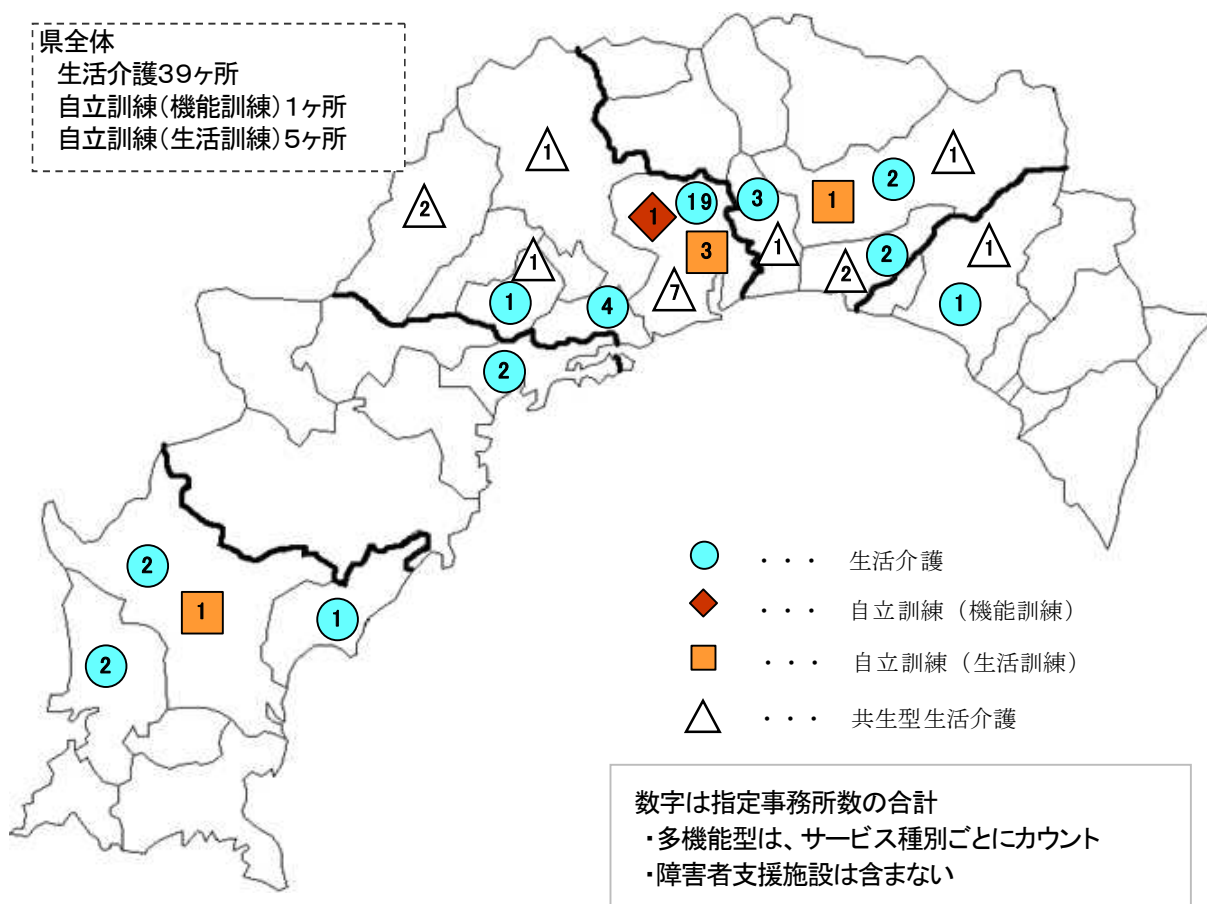 県全体
生活介護39ヶ所
自立訓練(機能訓練)1ヶ所
自立訓練(生活訓練)5ヶ所
1
1
2
2
1
19
3
1
1
3
1
1
2
2
1
7
1
4
1
2
2
1
1
2
・・・ 生活介護
・・・ 自立訓練（機能訓練）
・・・ 自立訓練（生活訓練）
・・・ 共生型生活介護
数字は指定事務所数の合計
・多機能型は、サービス種別ごとにカウント
・障害者支援施設は含まない